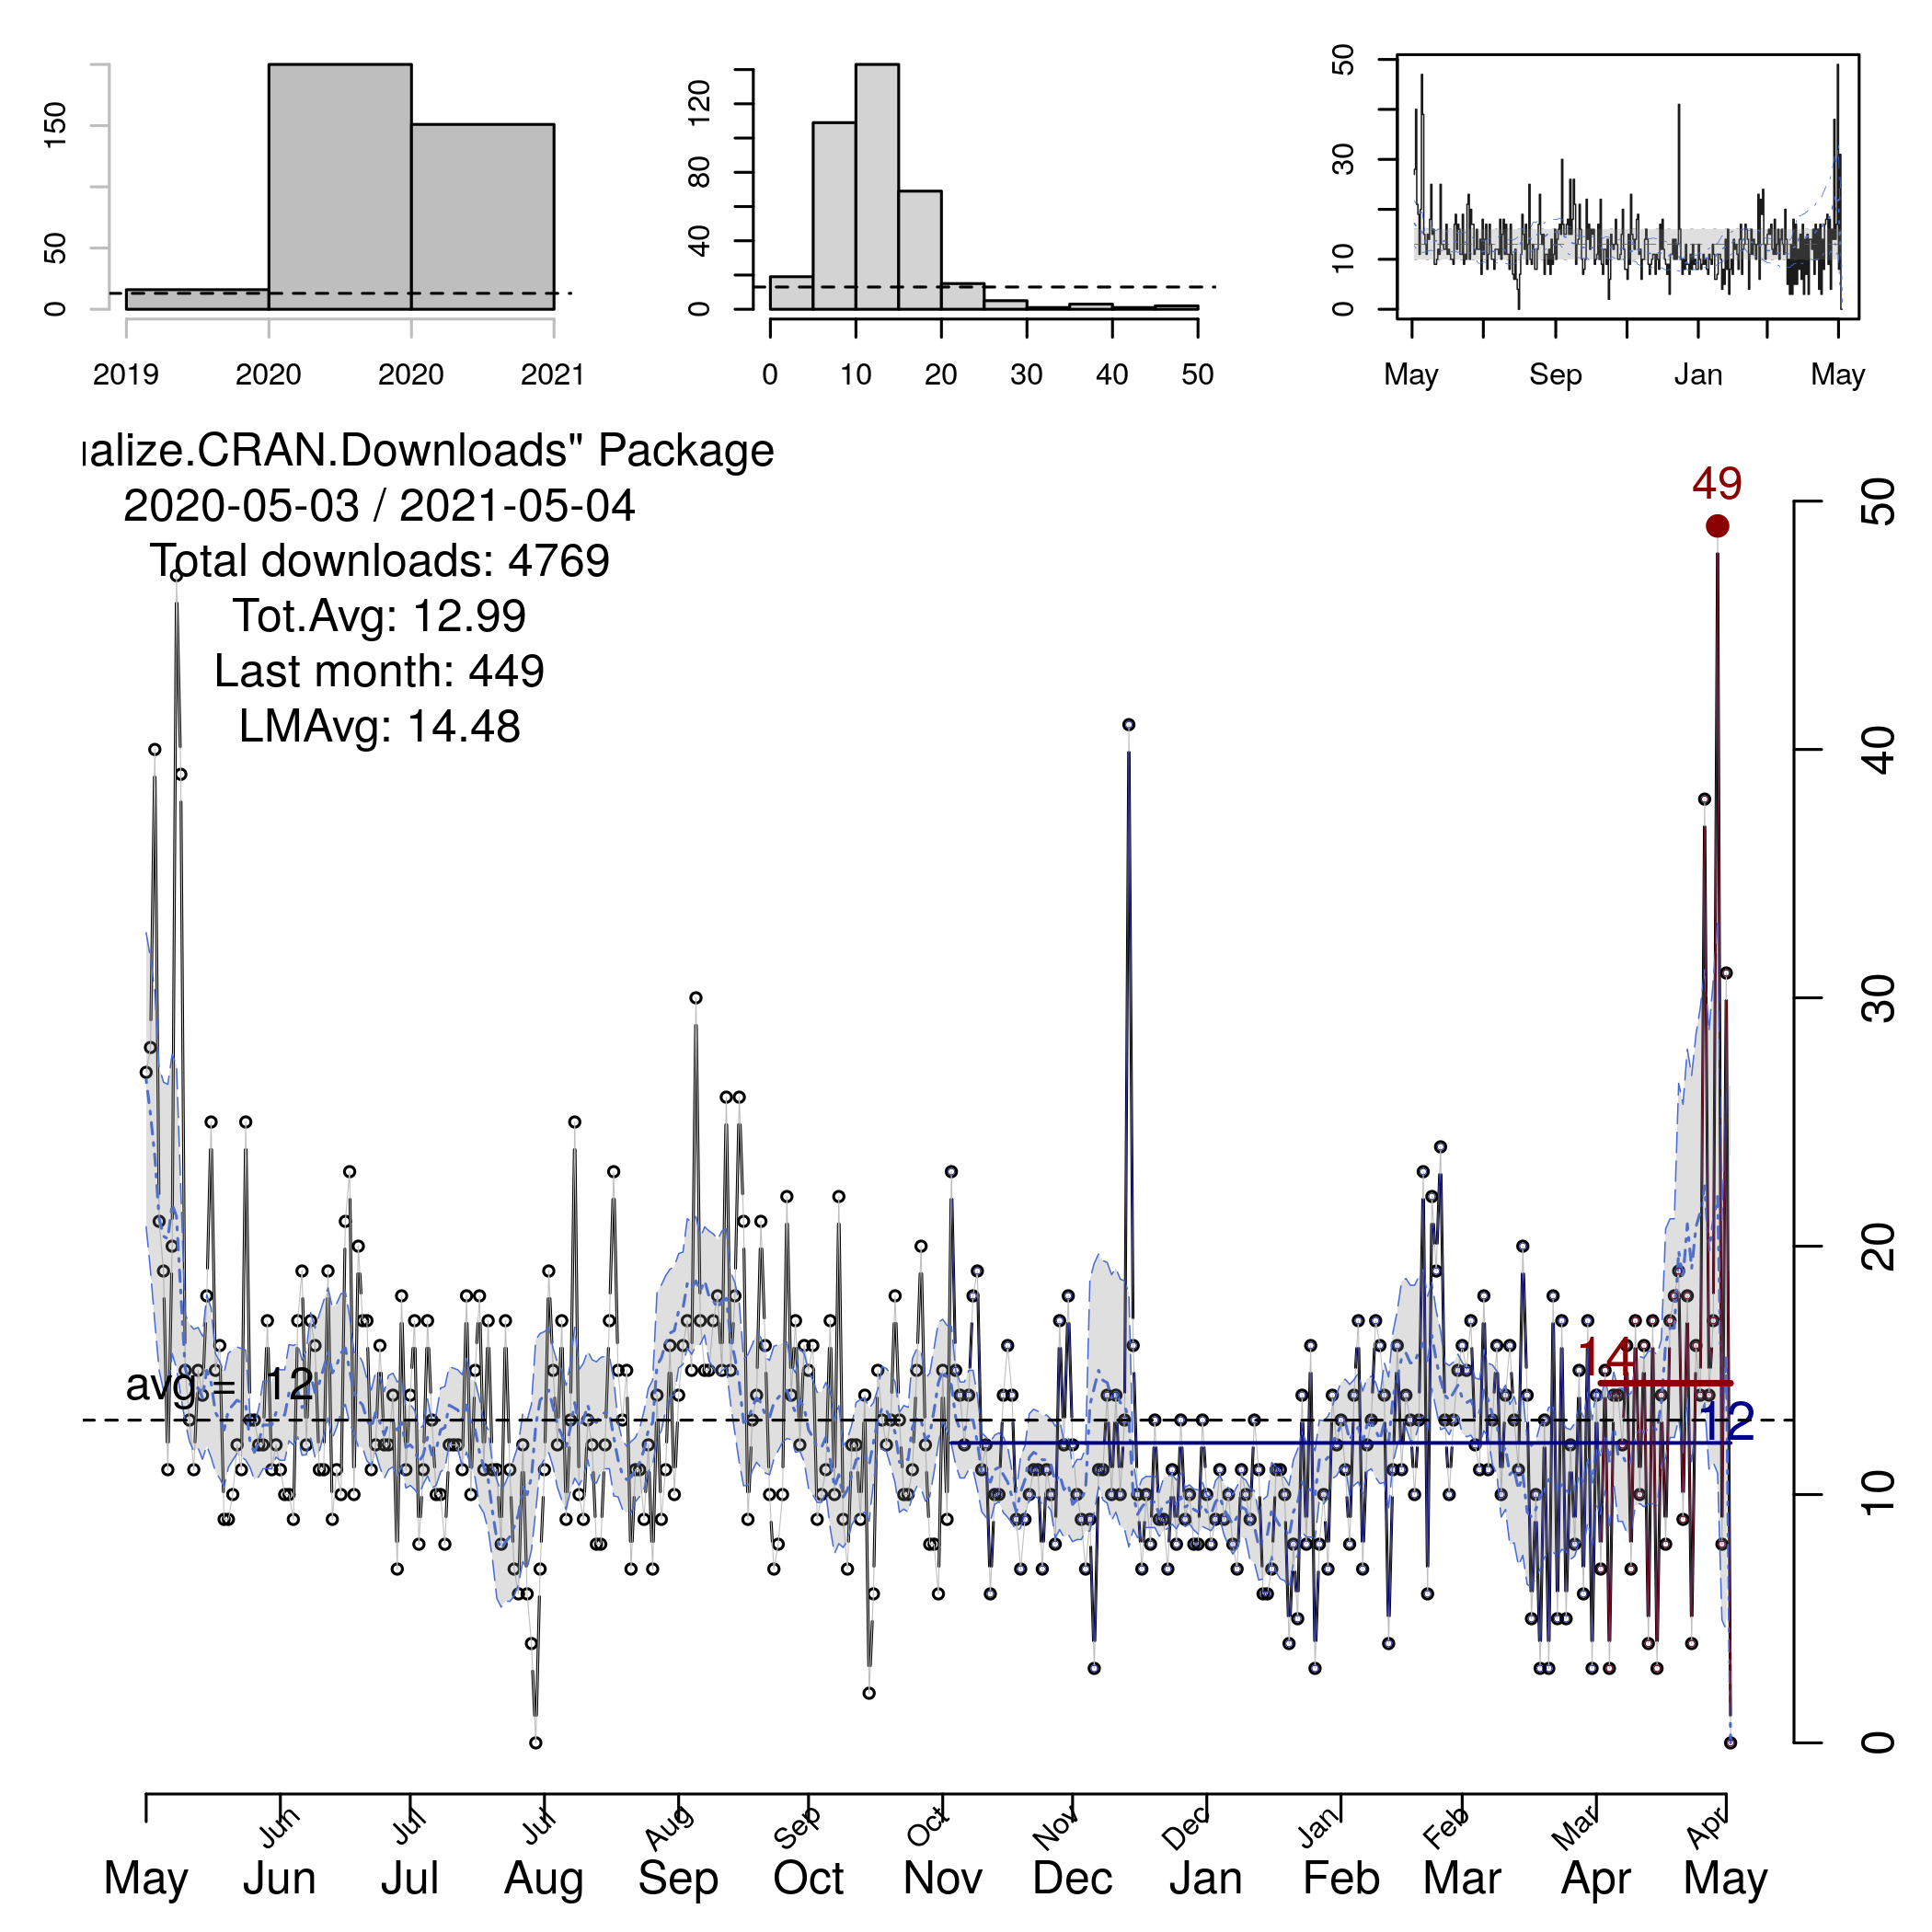 150
50
0
2019 2020 2020 2021
120
80
40
0
0 10 20 30 40 50
50
30
10
0
May Sep Jan May
alize.CRAN.Downloads" Package
2020-05-03 / 2021-05-04
Total downloads: 4769
Tot.Avg: 12.99
Last month: 449
LMAvg: 14.48
49
avg = 12
14
12
50
40
30
20
10
0
Jun Jul Jul Aug Sep Oct Nov Dec Jan Feb Mar Apr
May Jun Jul Aug Sep Oct Nov Dec Jan Feb Mar Apr May